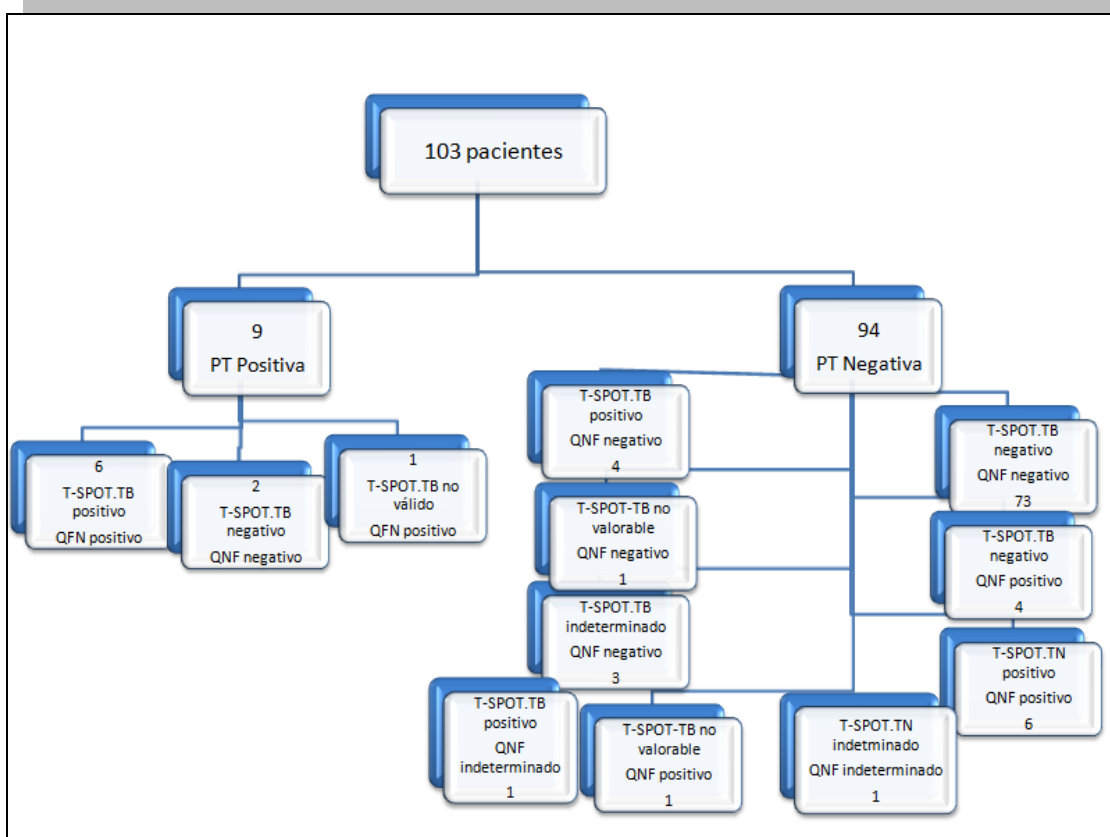 103 pacientes
9
PT Positiva
94
PT Negativa
6
T-SPOT.TB
positivo
QFN positivo
2
T-SPOT.TB
negativo
QNF negativo
1
T-SPOT.TB no
válido
QFN positivo
T-SPOT.TB
positivo
QNF negativo
4
T-SPOT-TB no
valorable
QNF negativo
1
T-SPOT.TB
indeterminado
QNF negativo
3
T-SPOT.TB
positivo
QNF
indeterminado
1
T-SPOT-TB no
valorable
QNF positivo
1
T-SPOT.TB
negativo
QNF negativo
73
T-SPOT.TB
negativo
QNF positivo
4
T-SPOT.TN
positivo
QNF positivo
6
T-SPOT.TN
indetminado
QNF indeterminado
1